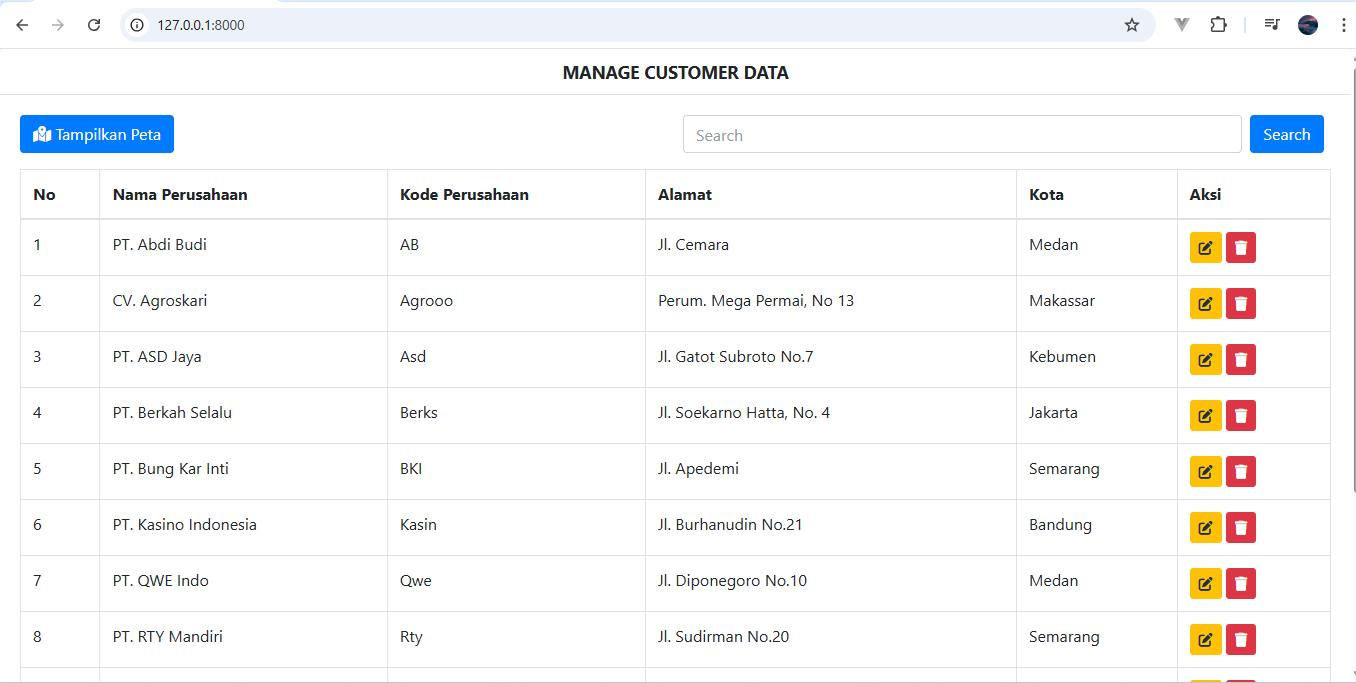 127.0.0.1:8000
MANAGE CUSTOMER DATA
Tampilkan Peta Search Search
No Nama Perusahaan Kode Perusahaan Alamat Kota Aksi
1 PT. Abdi Budi AB Jl. Cemara Medan
2 CV. Agroskari Agrooo Perum. Mega Permai, No 13 Makassar
3 PT. ASD Jaya Asd Jl. Gatot Subroto No.7 Kebumen
4 PT. Berkah Selalu Berks Jl. Soekarno Hatta, No. 4 Jakarta
5 PT. Bung Kar Inti BKI Jl. Apedemi Semarang
6 PT. Kasino Indonesia Kasin Jl. Burhanudin No.21 Bandung
7 PT. QWE Indo Qwe Jl. Diponegoro No.10 Medan
8 PT. RTY Mandiri Rty Jl. Sudirman No.20 Semarang